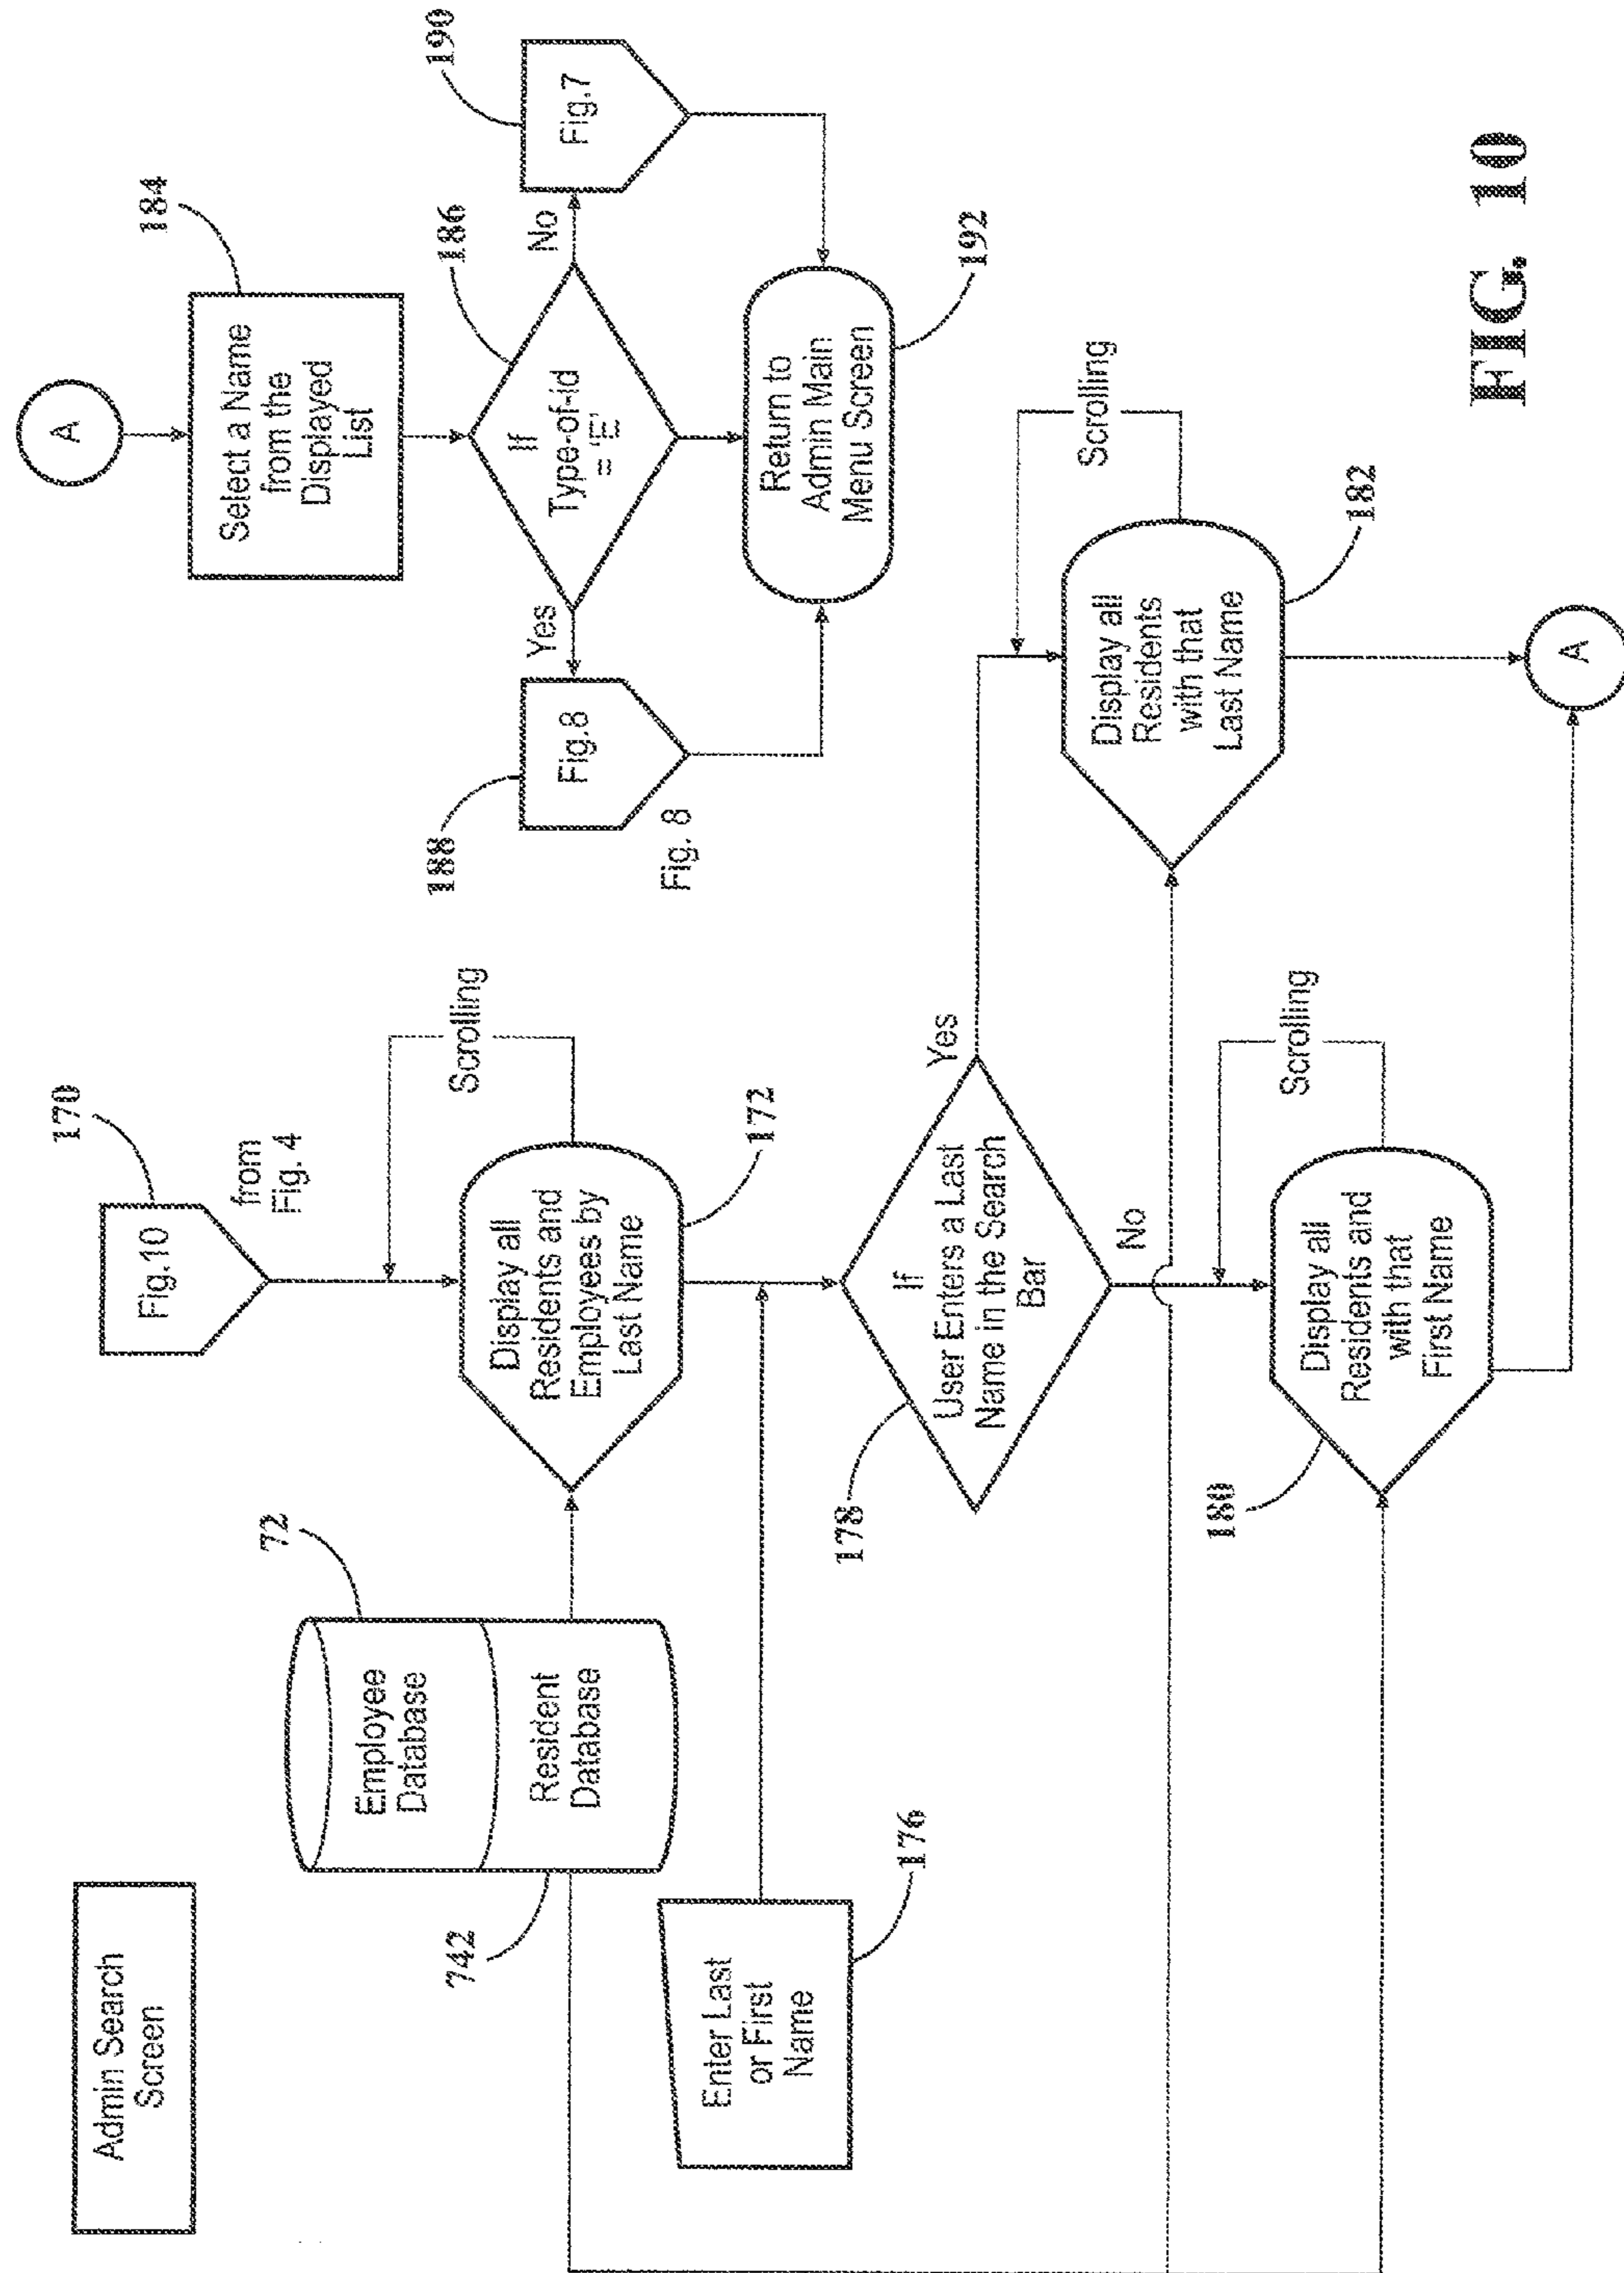 Admin Search
Screen
170
Fig.10
from
Fig. 4
72
Employee
Database
Resident
Database
742
Scrolling
Display all
Residents and
Employees by
Last Name
172
Enter Last
or First
Name
176
If
User Enters a Last
Name in the Search
Bar
178
Yes
No
Scrolling
Display all
Residents and
with that
First Name
180
Scrolling
Display all
Residents
with that
Last Name
182
A
A
Select a Name
from the
Displayed
List
184
If
Type-of-id
= 'E'
186
Yes
No
Fig.8
188
Fig. 8
Fig.7
190
Return to
Admin Main
Menu Screen
192
FIG. 10